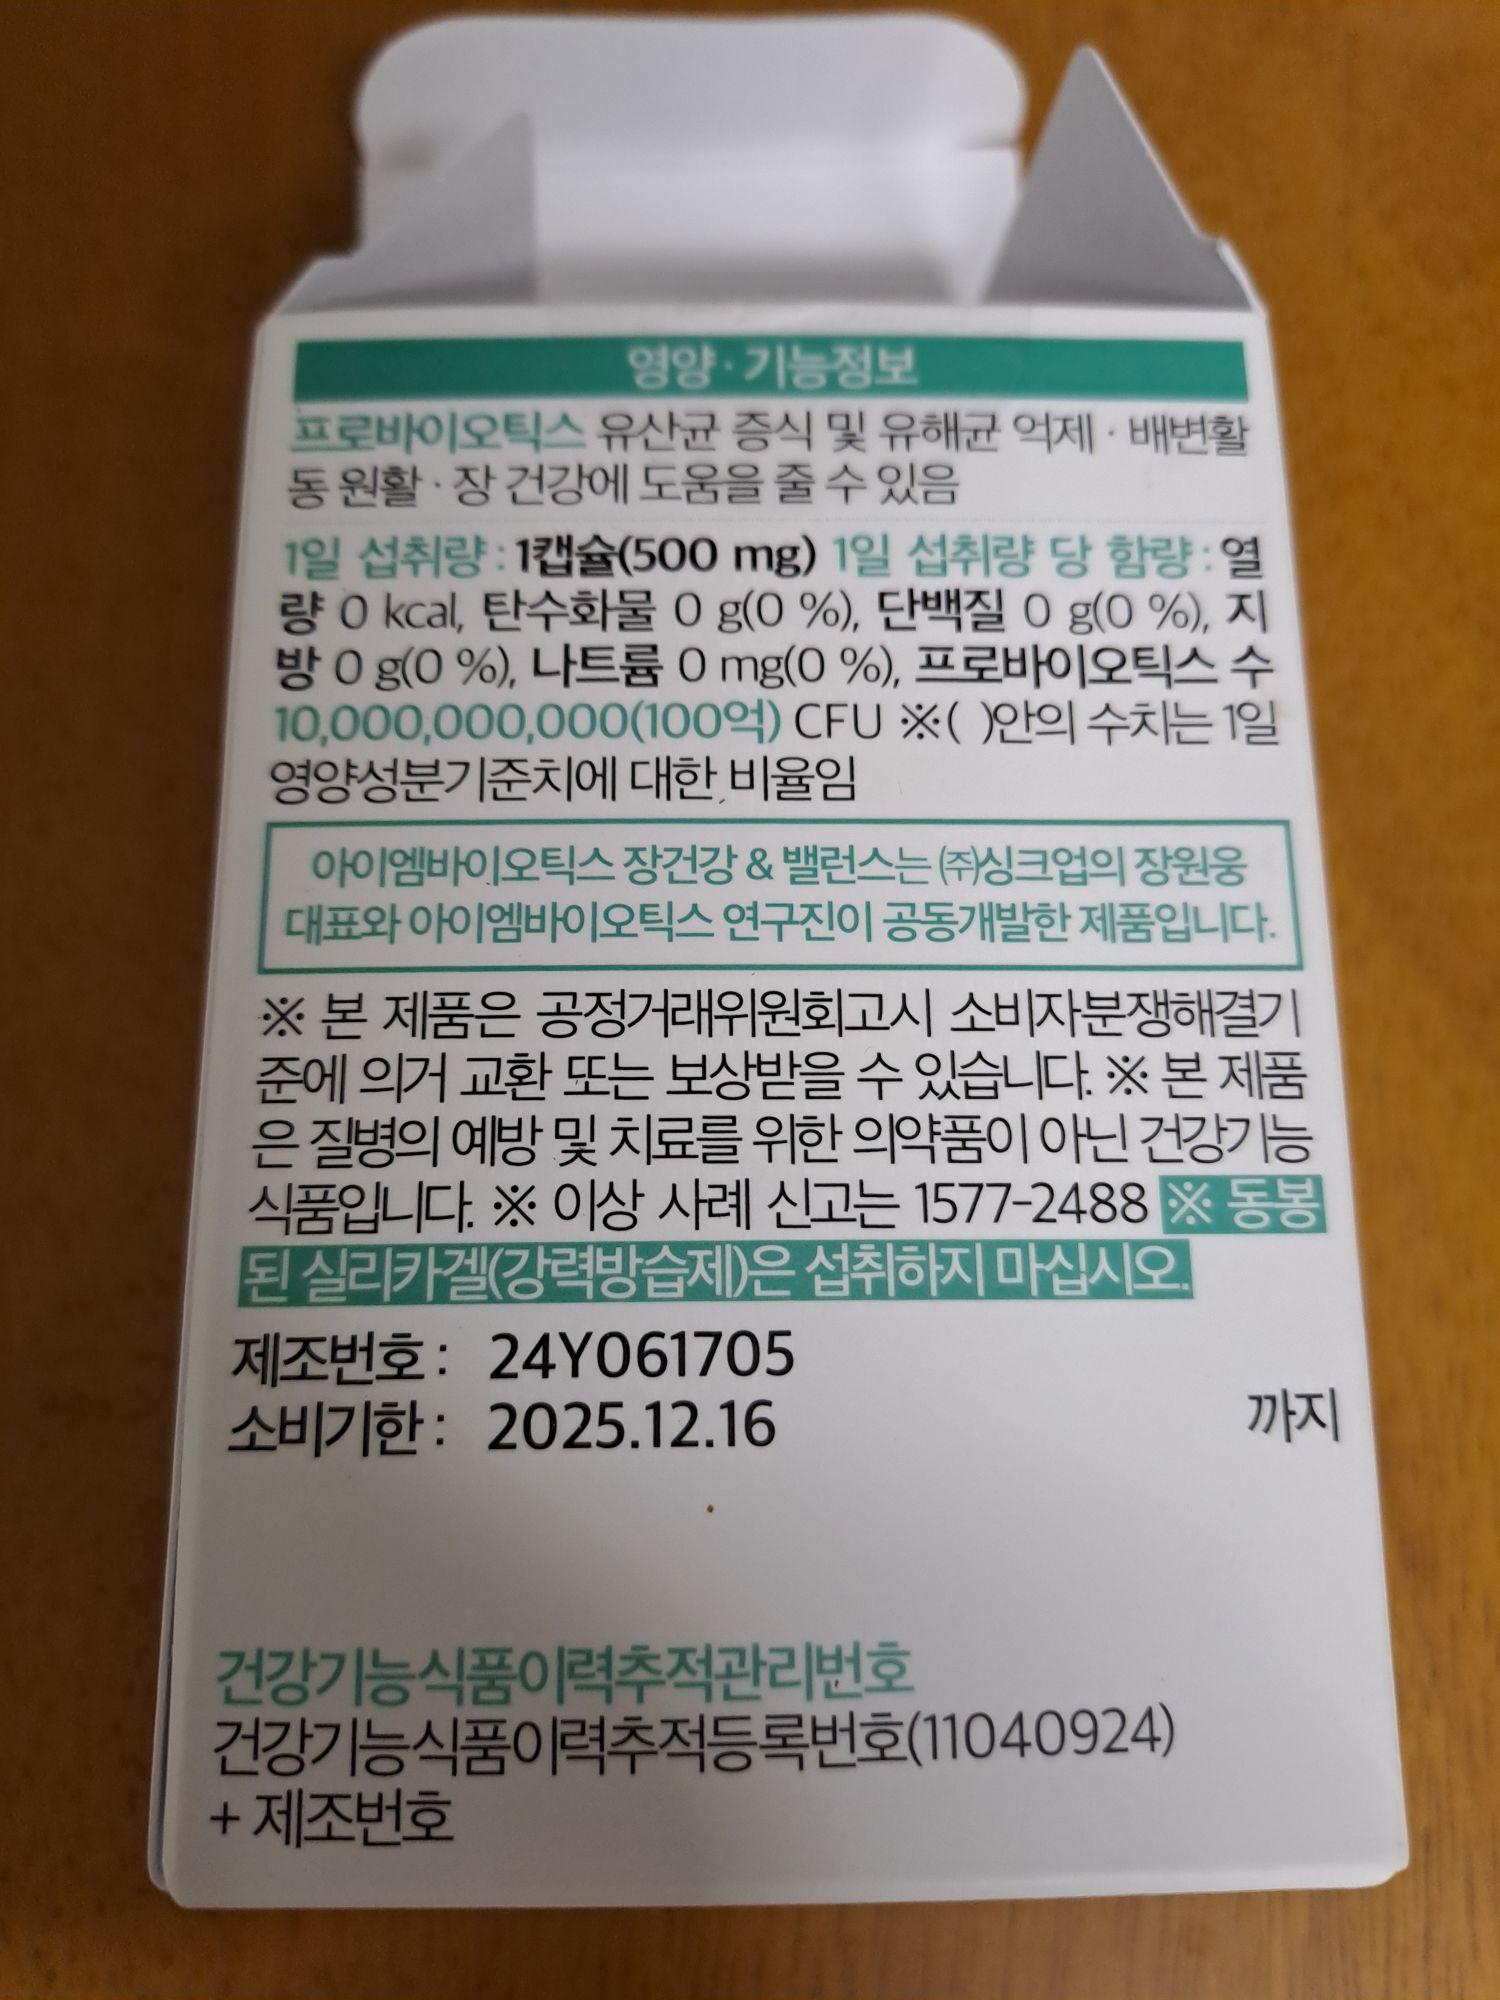 영양·기능정보
프로바이오틱스 유산균 증식 및 유해균 억제·배변활
동 원활·장 건강에 도움을 줄 수 있음
1일 섭취량 : 1캡슐(500 mg) 1일 섭취량 당 함량 : 열
량 0 kcal, 탄수화물 0 g(0 %), 단백질 0 g(0 %), 지
방 0 g(0 %), 나트륨 0 mg(0 %), 프로바이오틱스 수
10,000,000,000(100억) CFU ※( )안의 수치는 1일
영양성분기준치에 대한 비율임
아이엠바이오틱스 장건강 & 밸런스는 ㈜싱크업의 장원웅
대표와 아이엠바이오틱스 연구진이 공동개발한 제품입니다.
※ 본 제품은 공정거래위원회고시 소비자분쟁해결기
준에 의거 교환 또는 보상받을 수 있습니다. ※ 본 제품
은 질병의 예방 및 치료를 위한 의약품이 아닌 건강기능
식품입니다. ※ 이상 사례 신고는 1577-2488 ※ 동봉
된 실리카겔(강력방습제)은 섭취하지 마십시오.
제조번호 : 24Y061705
소비기한 : 2025.12.16 까지
건강기능식품이력추적관리번호
건강기능식품이력추적등록번호(11040924)
+ 제조번호